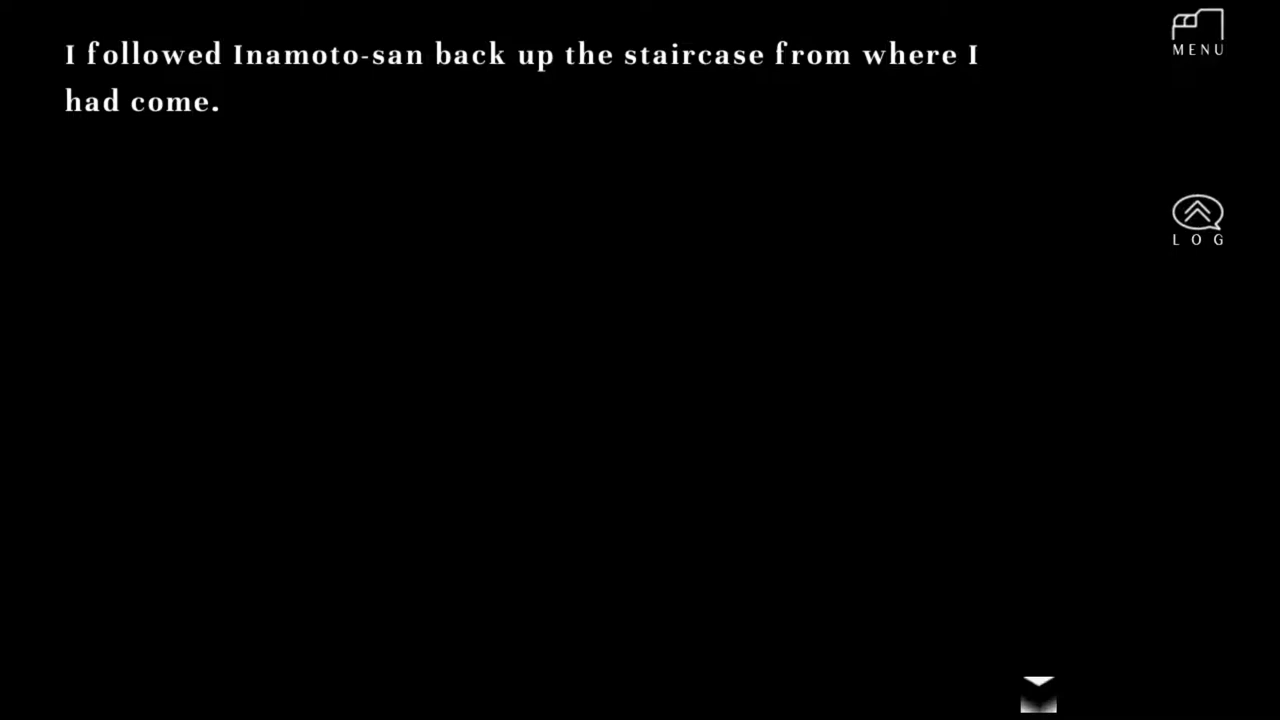 I followed Inamoto-san back up the staircase from where I
had come.
MENU
LOG